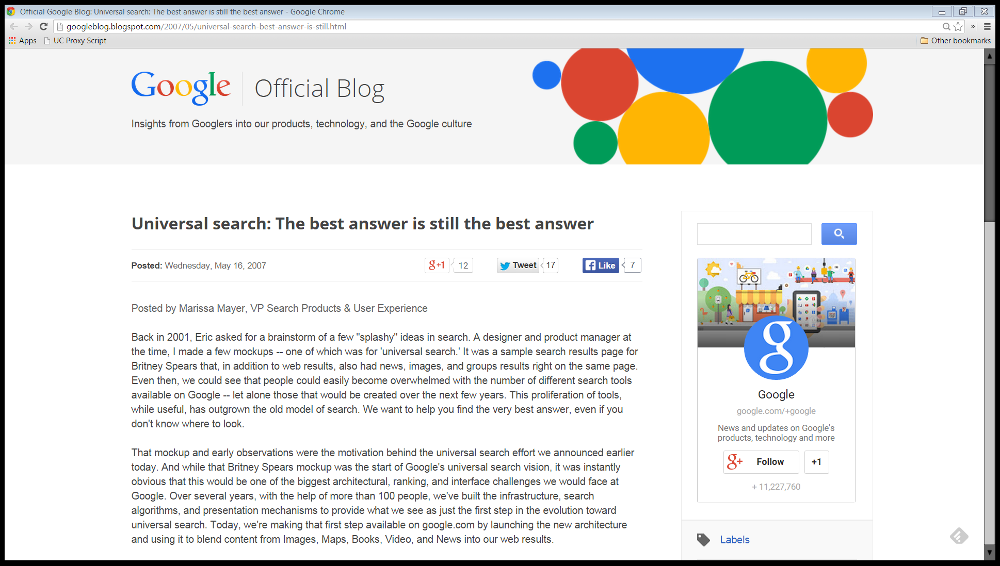 Official Google Blog: Universal search: The best answer is still the best answer - Google Chrome
googleblog.blogspot.com/2007/05/universal-search-best-answer-is-still.html
»
Apps UC Proxy Script Other bookmarks
Google Official Blog
Insights from Googlers into our products, technology, and the Google culture
Universal search: The best answer is still the best answer
Posted: Wednesday, May 16, 2007
g+1 12 Tweet 17 Like 7
Posted by Marissa Mayer, VP Search Products & User Experience
Back in 2001, Eric asked for a brainstorm of a few "splashy" ideas in search. A designer and product manager at
the time, I made a few mockups -- one of which was for 'universal search.' It was a sample search results page for
Britney Spears that, in addition to web results, also had news, images, and groups results right on the same page.
Even then, we could see that people could easily become overwhelmed with the number of different search tools
available on Google -- let alone those that would be created over the next few years. This proliferation of tools,
while useful, has outgrown the old model of search. We want to help you find the very best answer, even if you
don't know where to look.
That mockup and early observations were the motivation behind the universal search effort we announced earlier
today. And while that Britney Spears mockup was the start of Google's universal search vision, it was instantly
obvious that this would be one of the biggest architectural, ranking, and interface challenges we would face at
Google. Over several years, with the help of more than 100 people, we've built the infrastructure, search
algorithms, and presentation mechanisms to provide what we see as just the first step in the evolution toward
universal search. Today, we're making that first step available on google.com by launching the new architecture
and using it to blend content from Images, Maps, Books, Video, and News into our web results.
g
Google
google.com/+google
News and updates on Google's
products, technology and more
g+ Follow +1
+ 11,227,760
Labels